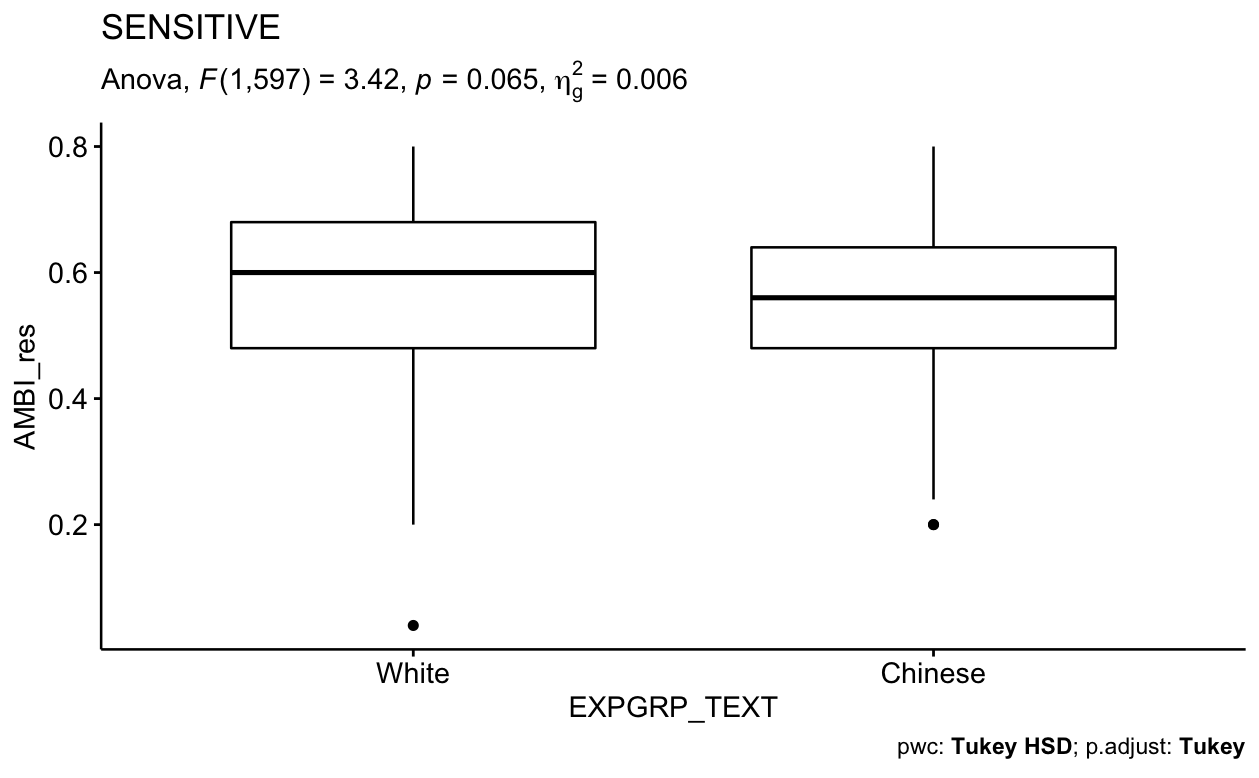 SENSITIVE
Anova, F(1,597) = 3.42, p = 0.065, η²g = 0.006
0.8
0.6
0.4
0.2
AMBI_res
White Chinese
EXPGRP_TEXT
pwc: Tukey HSD; p.adjust: Tukey